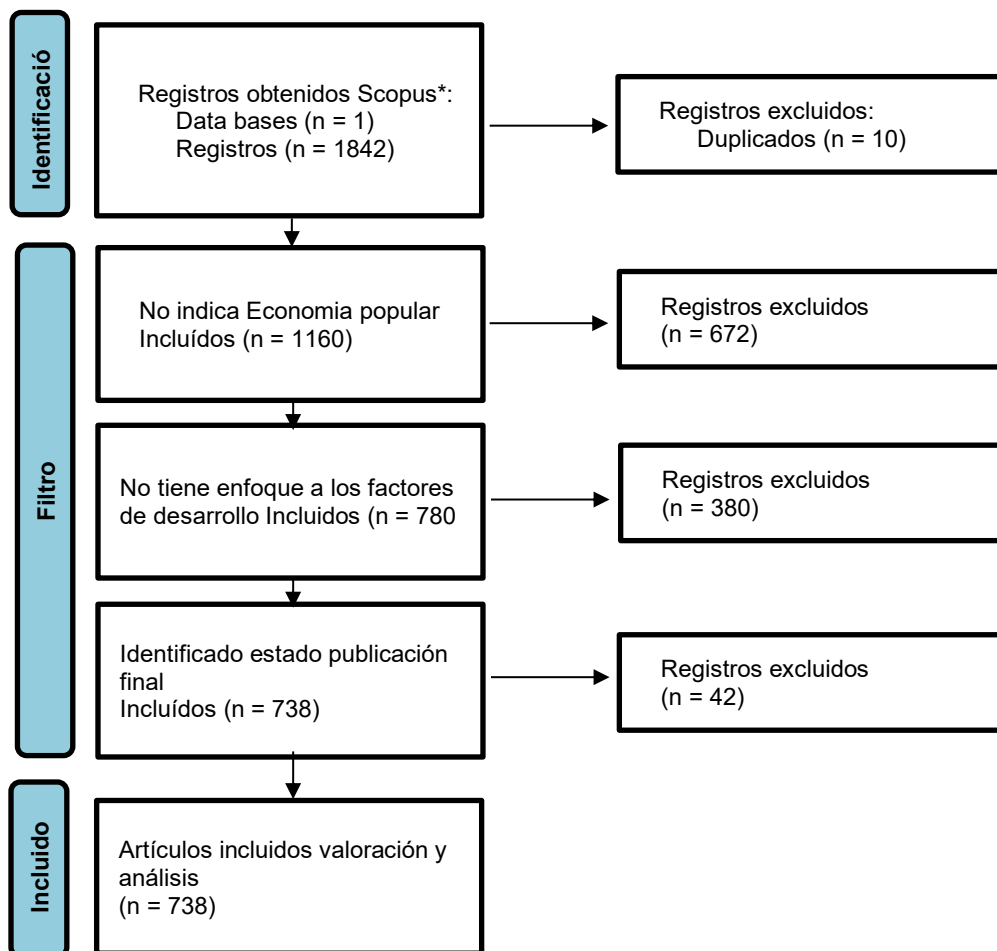 Identificació
Registros obtenidos Scopus*:
Data bases (n = 1)
Registros (n = 1842)
Registros excluidos:
Duplicados (n = 10)
Filtro
No indica Economia popular
Incluídos (n = 1160)
Registros excluidos
(n = 672)
No tiene enfoque a los factores
de desarrollo Incluidos (n = 780
Registros excluidos
(n = 380)
Identificado estado publicación
final
Incluídos (n = 738)
Registros excluidos
(n = 42)
Incluido
Artículos incluidos valoración y
análisis
(n = 738)